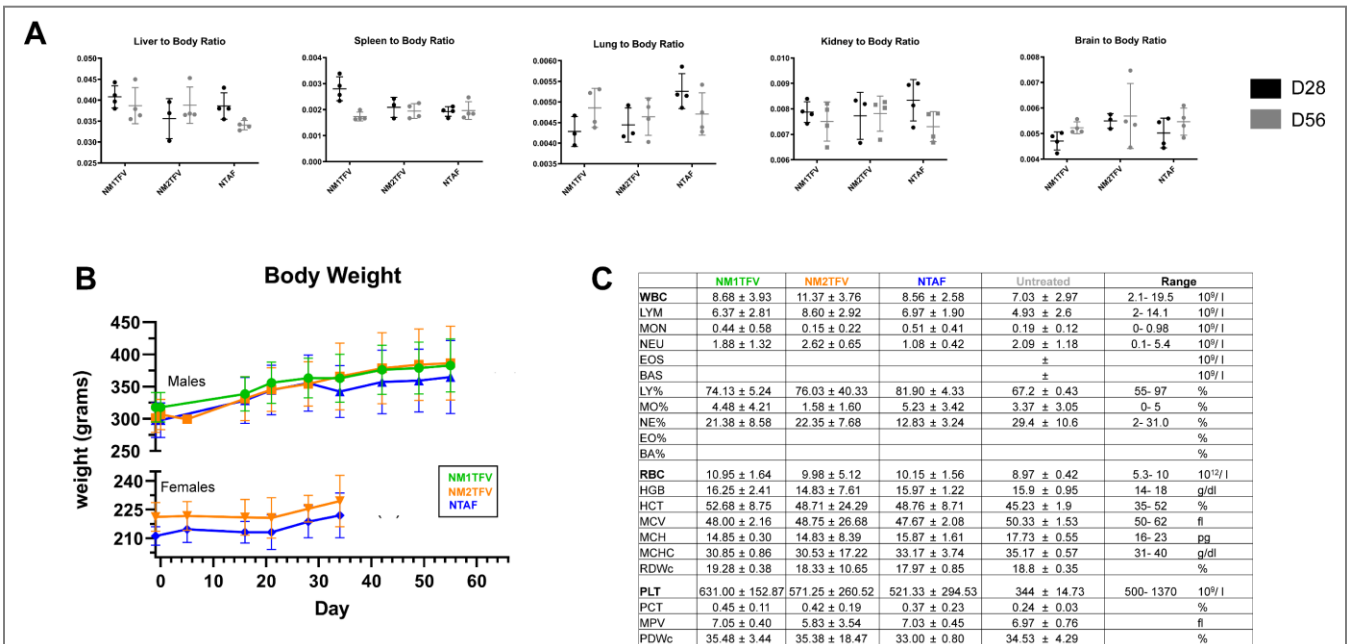 A
Liver to Body Ratio
0.050
0.045
0.040
0.035
0.030
0.025
NM1TFV
NM2TFV
NTAF
Spleen to Body Ratio
0.004
0.003
0.002
0.001
0.000
NM1TFV
NM2TFV
NTAF
Lung to Body Ratio
0.0060
0.0055
0.0050
0.0045
0.0040
0.0035
NM1TFV
NM2TFV
NTAF
Kidney to Body Ratio
0.010
0.009
0.008
0.007
0.006
NM1TFV
NM2TFV
NTAF
Brain to Body Ratio
0.008
0.007
0.006
0.005
0.004
NM1TFV
NM2TFV
NTAF
D28
D56
B
Body Weight
weight (grams)
450
400
350
300
250
Males
240
225
210
Females
NM1TFV
NM2TFV
NTAF
0 10 20 30 40 50 60
Day
C
NM1TFV NM2TFV NTAF Untreated Range
WBC 8.68 ± 3.93 11.37 ± 3.76 8.56 ± 2.58 7.03 ± 2.97 2.1- 19.5 10⁹/ l
LYM 6.37 ± 2.81 8.60 ± 2.92 6.97 ± 1.90 4.93 ± 2.6 2- 14.1 10⁹/ l
MON 0.44 ± 0.58 0.15 ± 0.22 0.51 ± 0.41 0.19 ± 0.12 0- 0.98 10⁹/ l
NEU 1.88 ± 1.32 2.62 ± 0.65 1.08 ± 0.42 2.09 ± 1.18 0.1- 5.4 10⁹/ l
EOS ± 10⁹/ l
BAS ± 10⁹/ l
LY% 74.13 ± 5.24 76.03 ± 40.33 81.90 ± 4.33 67.2 ± 0.43 55- 97 %
MO% 4.48 ± 4.21 1.58 ± 1.60 5.23 ± 3.42 3.37 ± 3.05 0- 5 %
NE% 21.38 ± 8.58 22.35 ± 7.68 12.83 ± 3.24 29.4 ± 10.6 2- 31.0 %
EO% %
BA% %
RBC 10.95 ± 1.64 9.98 ± 5.12 10.15 ± 1.56 8.97 ± 0.42 5.3- 10 10¹²/ l
HGB 16.25 ± 2.41 14.83 ± 7.61 15.97 ± 1.22 15.9 ± 0.95 14- 18 g/dl
HCT 52.68 ± 8.75 48.71 ± 24.29 48.76 ± 8.71 45.23 ± 1.9 35- 52 %
MCV 48.00 ± 2.16 48.75 ± 26.68 47.67 ± 2.08 50.33 ± 1.53 50- 62 fl
MCH 14.85 ± 0.30 14.83 ± 8.39 15.87 ± 1.61 17.73 ± 0.55 16- 23 pg
MCHC 30.85 ± 0.86 30.53 ± 17.22 33.17 ± 3.74 35.17 ± 0.57 31- 40 g/dl
RDWc 19.28 ± 0.38 18.33 ± 10.65 17.97 ± 0.85 18.8 ± 0.35 %
PLT 631.00 ± 152.87 571.25 ± 260.52 521.33 ± 294.53 344 ± 14.73 500- 1370 10⁹/ l
PCT 0.45 ± 0.11 0.42 ± 0.19 0.37 ± 0.23 0.24 ± 0.03 %
MPV 7.05 ± 0.40 5.83 ± 3.54 7.03 ± 0.45 6.97 ± 0.76 fl
PDWc 35.48 ± 3.44 35.38 ± 18.47 33.00 ± 0.80 34.53 ± 4.29 %